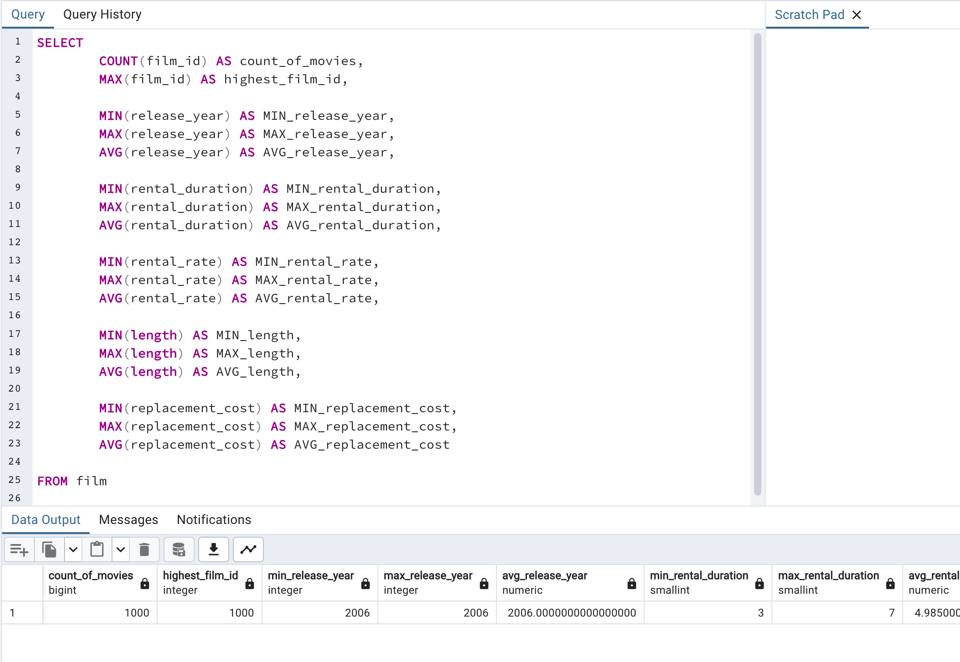 Query Query History
Scratch Pad
1 SELECT
2 COUNT(film_id) AS count_of_movies,
3 MAX(film_id) AS highest_film_id,
4
5 MIN(release_year) AS MIN_release_year,
6 MAX(release_year) AS MAX_release_year,
7 AVG(release_year) AS AVG_release_year,
8
9 MIN(rental_duration) AS MIN_rental_duration,
10 MAX(rental_duration) AS MAX_rental_duration,
11 AVG(rental_duration) AS AVG_rental_duration,
12
13 MIN(rental_rate) AS MIN_rental_rate,
14 MAX(rental_rate) AS MAX_rental_rate,
15 AVG(rental_rate) AS AVG_rental_rate,
16
17 MIN(length) AS MIN_length,
18 MAX(length) AS MAX_length,
19 AVG(length) AS AVG_length,
20
21 MIN(replacement_cost) AS MIN_replacement_cost,
22 MAX(replacement_cost) AS MAX_replacement_cost,
23 AVG(replacement_cost) AS AVG_replacement_cost
24
25 FROM film
26
Data Output Messages Notifications
count_of_movies highest_film_id min_release_year max_release_year avg_release_year min_rental_duration max_rental_duration avg_rental
bigint integer integer integer numeric smallint smallint numeric
1 1000 1000 2006 2006 2006.0000000000000000 3 7 4.985000